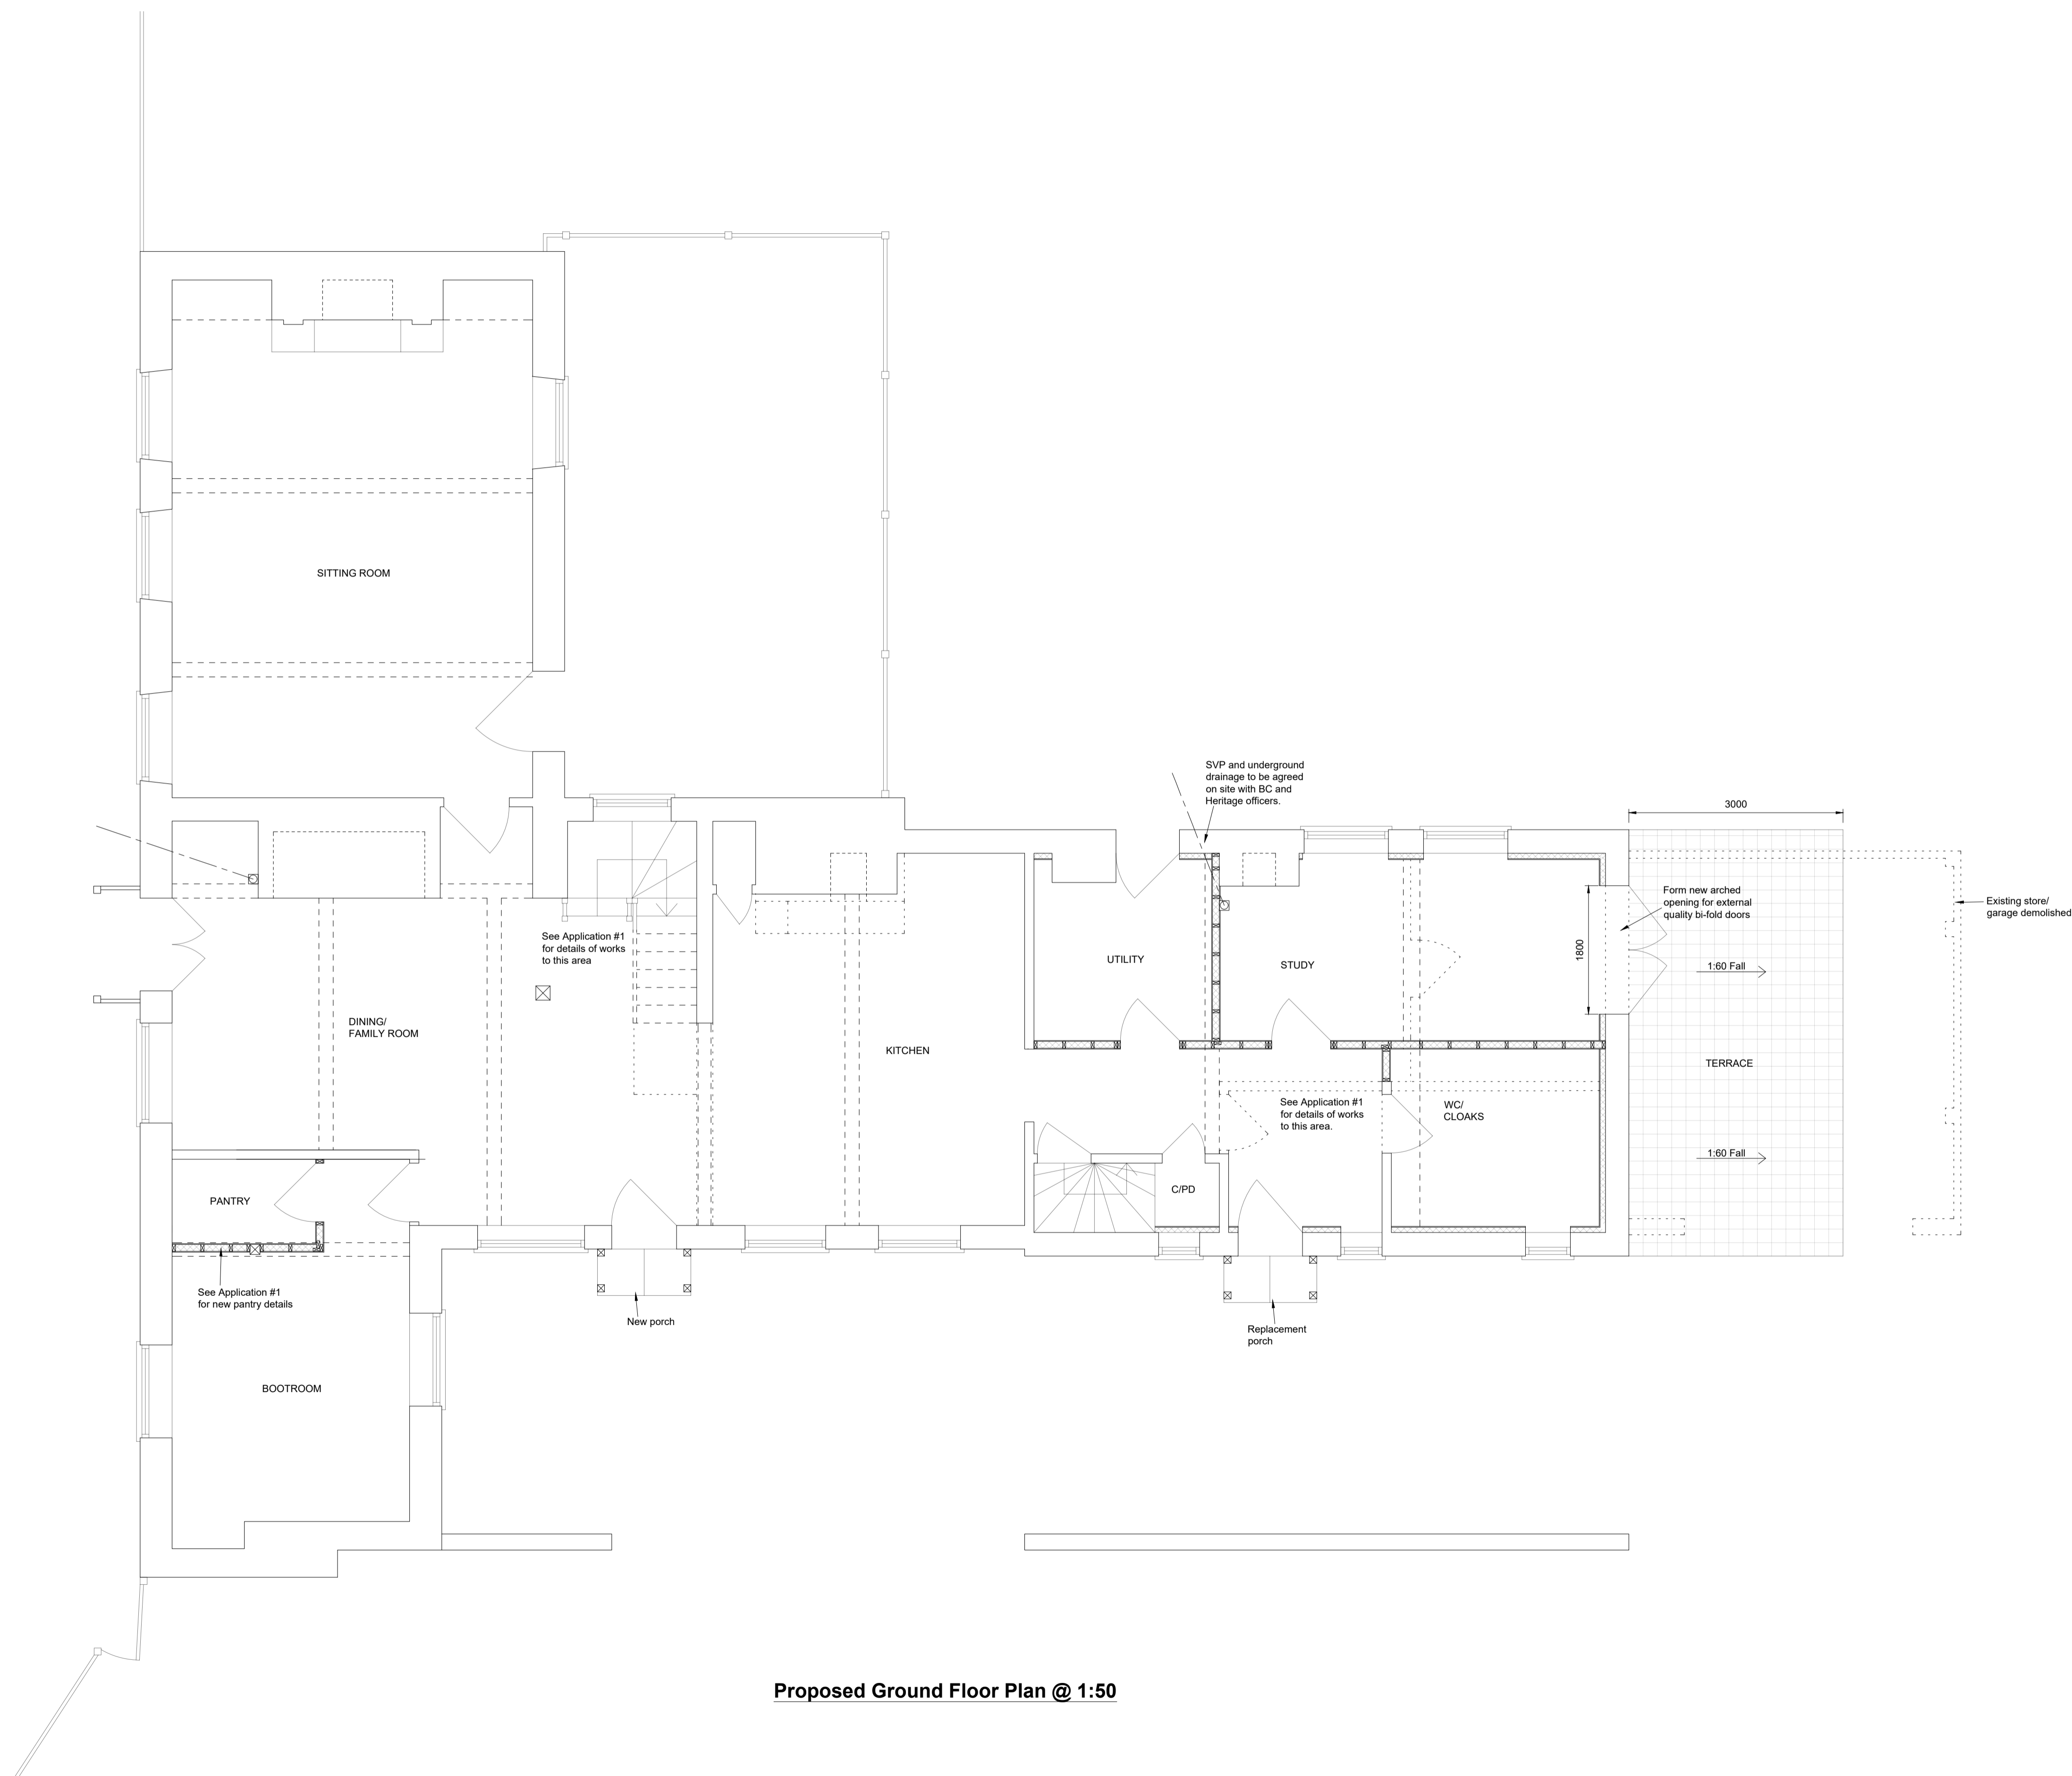 SITTING ROOM
SVP and underground
drainage to be agreed
on site with BC and
Heritage officers.
3000
Form new arched
opening for external
quality bi-fold doors
Existing store/
garage demolished
See Application #1
for details of works
to this area
UTILITY
STUDY
1800
1:60 Fall
DINING/
FAMILY ROOM
KITCHEN
TERRACE
See Application #1
for details of works
to this area.
WC/
CLOAKS
1:60 Fall
PANTRY
C/PD
See Application #1
for new pantry details
New porch
Replacement
porch
BOOTROOM
Proposed Ground Floor Plan @ 1:50